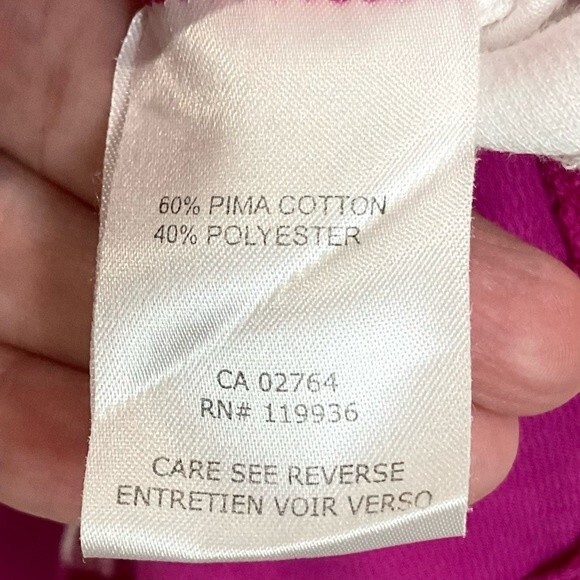 60% PIMA COTTON
40% POLYESTER
CA 02764
RN# 119936
CARE SEE REVERSE
ENTRETIEN VOIR VERSO